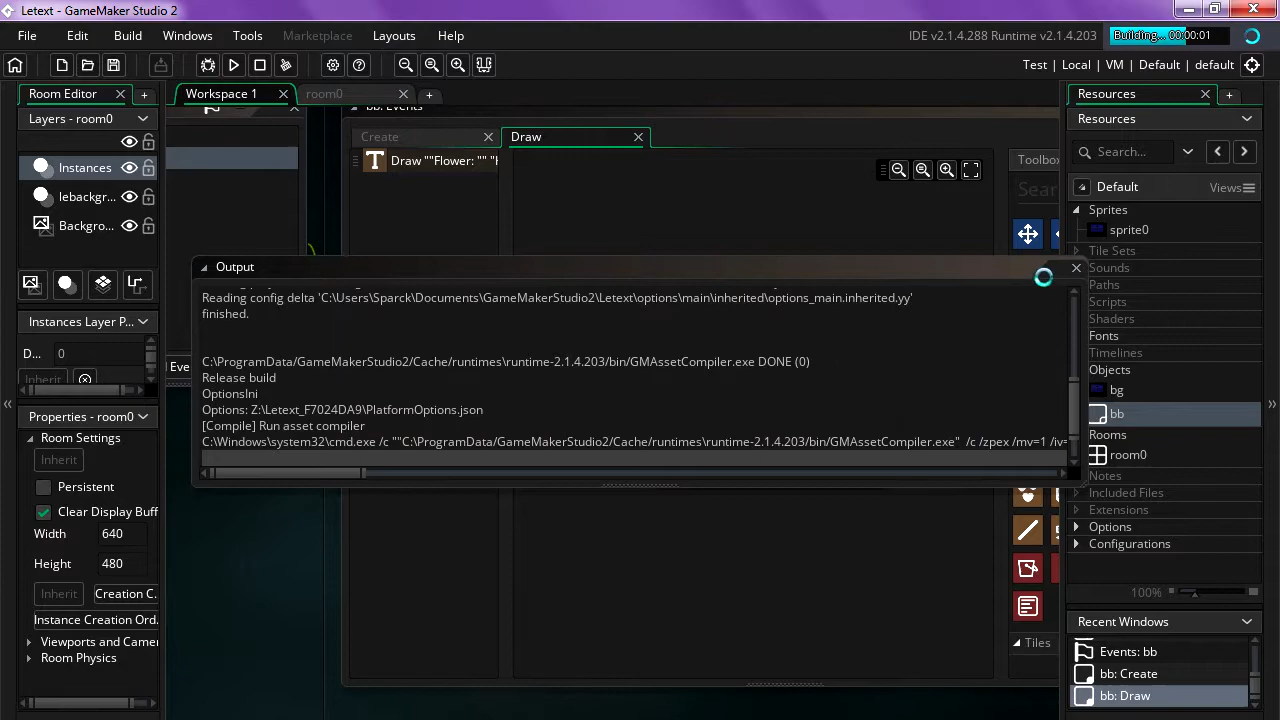 Letext - GameMaker Studio 2
File Edit Build Windows Tools Marketplace Layouts Help
IDE v2.1.4.288 Runtime v2.1.4.203
Building... 00:00:01
Test | Local | VM | Default | default
Room Editor
Workspace 1
room0
Resources
Layers - room0
bb: Events
Resources
Create
Draw
Draw ""Flower: ""
Toolbox
Search...
Instances
lebackgr...
Backgro...
Default
Views
Sprites
sprite0
Tile Sets
Sounds
Paths
Scripts
Shaders
Fonts
Timelines
Objects
bg
bb
Rooms
room0
Notes
Included Files
Extensions
Options
Configurations
100%
Output
Reading config delta 'C:\Users\Sparck\Documents\GameMakerStudio2\Letext\options\main\inherited\options_main.inherited.yy'
finished.
C:\ProgramData/GameMakerStudio2/Cache/runtimes\runtime-2.1.4.203/bin/GMAssetCompiler.exe DONE (0)
Release build
OptionsIni
Options: Z:\Letext_F7024DA9\PlatformOptions.json
[Compile] Run asset compiler
C:\Windows\system32\cmd.exe /c ""C:\ProgramData/GameMakerStudio2/Cache/runtimes\runtime-2.1.4.203/bin/GMAssetCompiler.exe" /c /zpex /mv=1 /iv=
Instances Layer P...
D... 0
Inherit
Eve
Properties - room0
Room Settings
Inherit
Persistent
Clear Display Buff
Width 640
Height 480
Inherit
Creation C.
Instance Creation Ord.
Viewports and Camer
Room Physics
Tiles
Recent Windows
Events: bb
bb: Create
bb: Draw